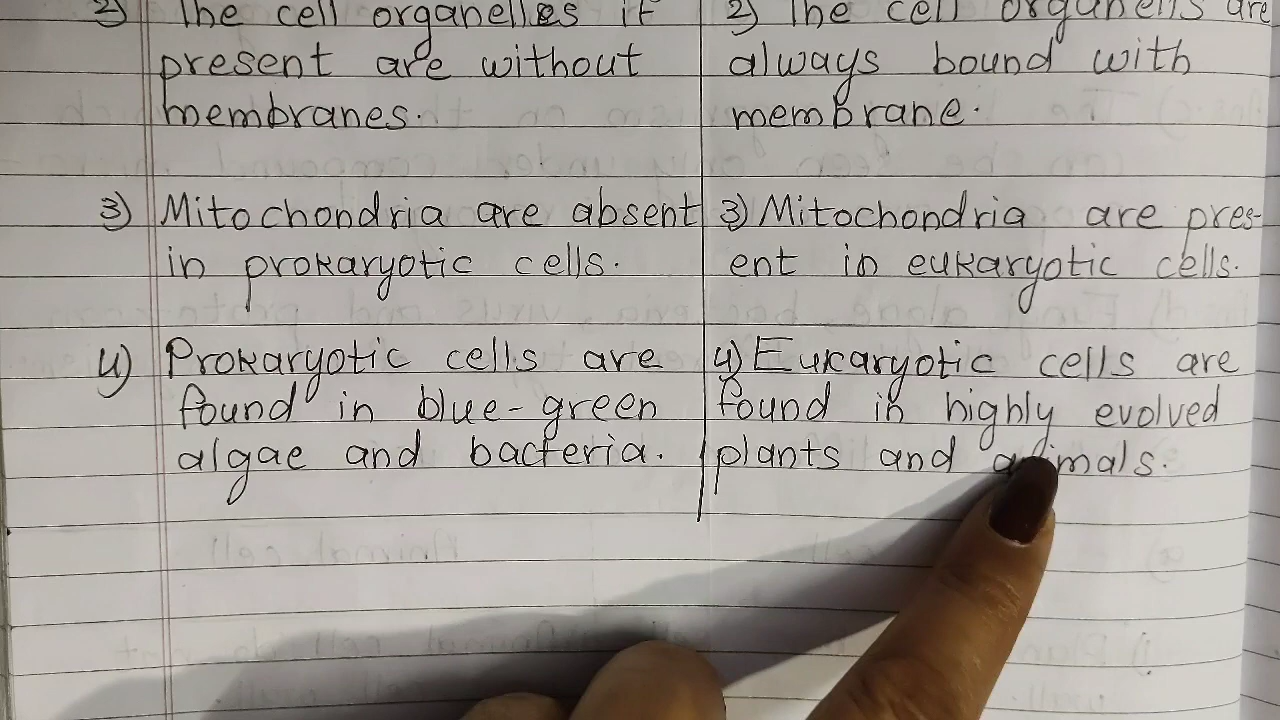 2) The cell organelles if
present are without
membranes.
3) Mitochondria are absent
in prokaryotic cells.
4) Prokaryotic cells are
found in blue-green
algae and bacteria.
2) The cell organells are
always bound with
membrane.
3) Mitochondria are pres-
ent in eukaryotic cells.
4) Eukaryotic cells are
found in highly evolved
plants and animals.